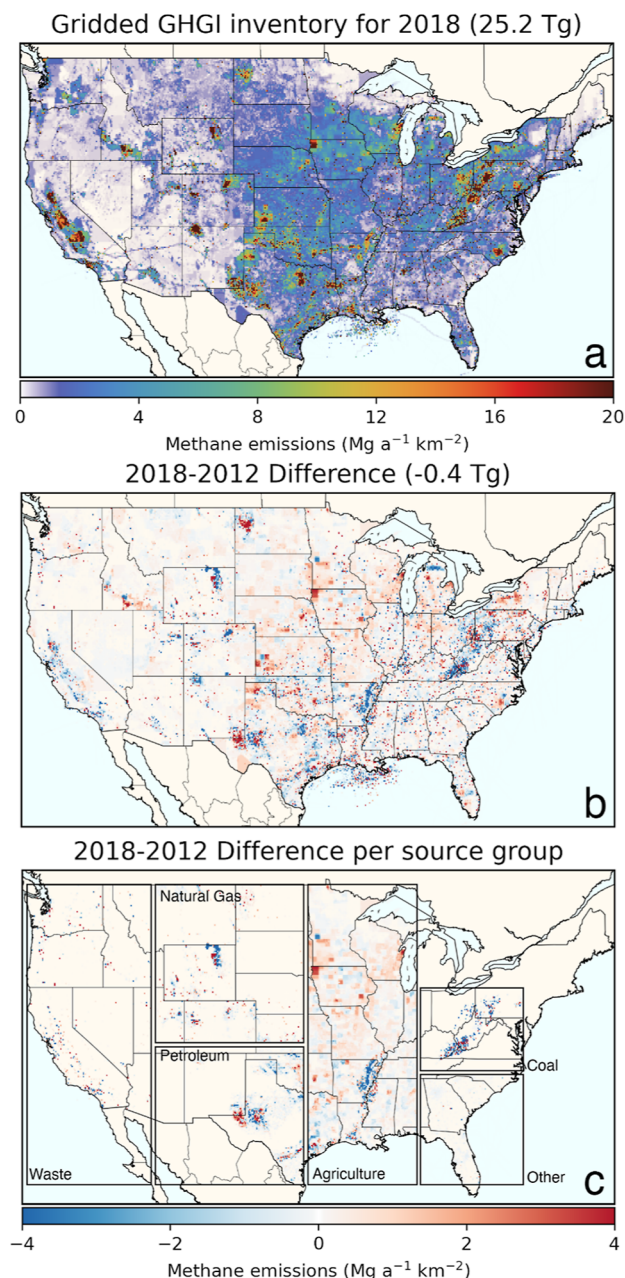 Gridded GHGI inventory for 2018 (25.2 Tg)
a
0 4 8 12 16 20
Methane emissions (Mg a⁻¹ km⁻²)
2018-2012 Difference (-0.4 Tg)
b
2018-2012 Difference per source group
Natural Gas
Petroleum
Coal
Waste
Agriculture
Other
c
−4 −2 0 2 4
Methane emissions (Mg a⁻¹ km⁻²)